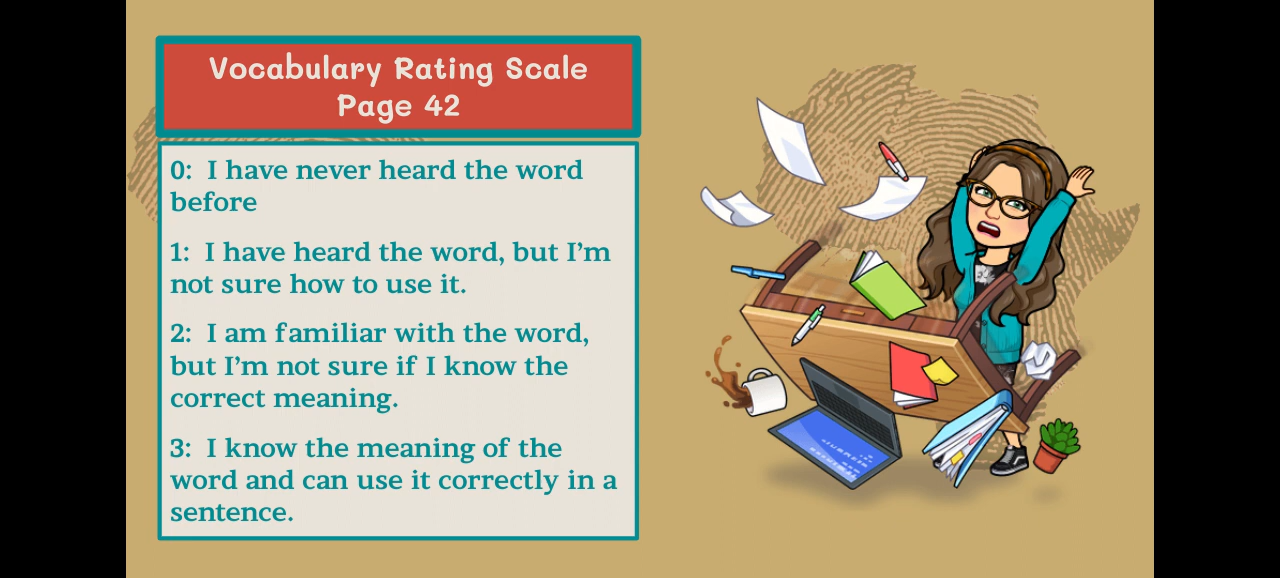 Vocabulary Rating Scale
Page 42
0:  I have never heard the word
before
1:  I have heard the word, but I’m
not sure how to use it.
2:  I am familiar with the word,
but I’m not sure if I know the
correct meaning.
3:  I know the meaning of the
word and can use it correctly in a
sentence.